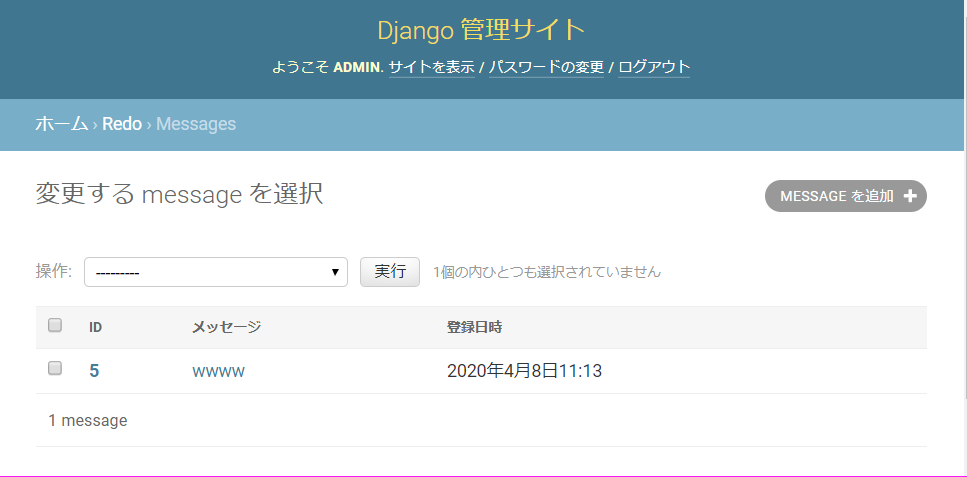 Django 管理サイト
ようこそ ADMIN. サイトを表示 / パスワードの変更 / ログアウト
ホーム › Redo › Messages
変更する message を選択
MESSAGE を追加 +
操作: --------- 実行 1個の内ひとつも選択されていません
ID メッセージ 登録日時
5 wwww 2020年4月8日11:13
1 message